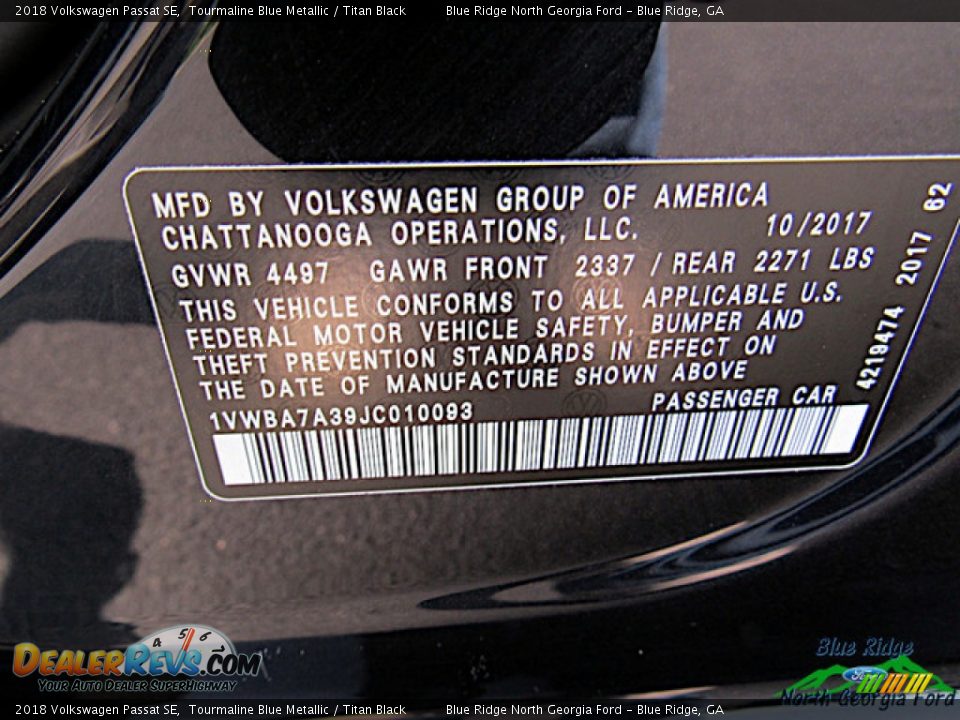 2018 Volkswagen Passat SE, Tourmaline Blue Metallic / Titan Black Blue Ridge North Georgia Ford - Blue Ridge, GA
MFD BY VOLKSWAGEN GROUP OF AMERICA
CHATTANOOGA OPERATIONS, LLC. 10/2017
GVWR 4497 GAWR FRONT 2337 / REAR 2271 LBS
THIS VEHICLE CONFORMS TO ALL APPLICABLE U.S.
FEDERAL MOTOR VEHICLE SAFETY, BUMPER AND
THEFT PREVENTION STANDARDS IN EFFECT ON
THE DATE OF MANUFACTURE SHOWN ABOVE
1VWBA7A39JC010093 PASSENGER CAR
4219474 2017 62
4 5 6
DEALERREVS.COM
YOUR AUTO DEALER SUPERHIGHWAY
Blue Ridge
Ford
North Georgia Ford
2018 Volkswagen Passat SE, Tourmaline Blue Metallic / Titan Black Blue Ridge North Georgia Ford - Blue Ridge, GA